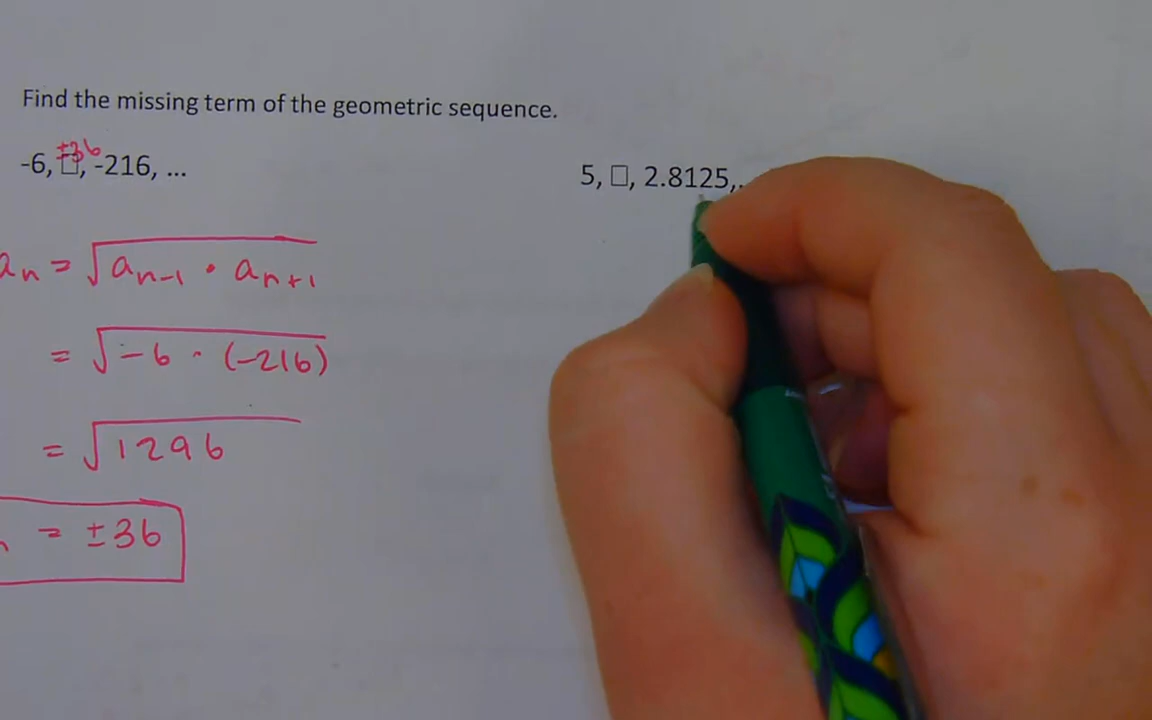 Find the missing term of the geometric sequence.
±36
-6, □, -216, ...
5, □, 2.8125,.
an = √an-1 · an+1
= √-6 · (-216)
= √1296
= ±36